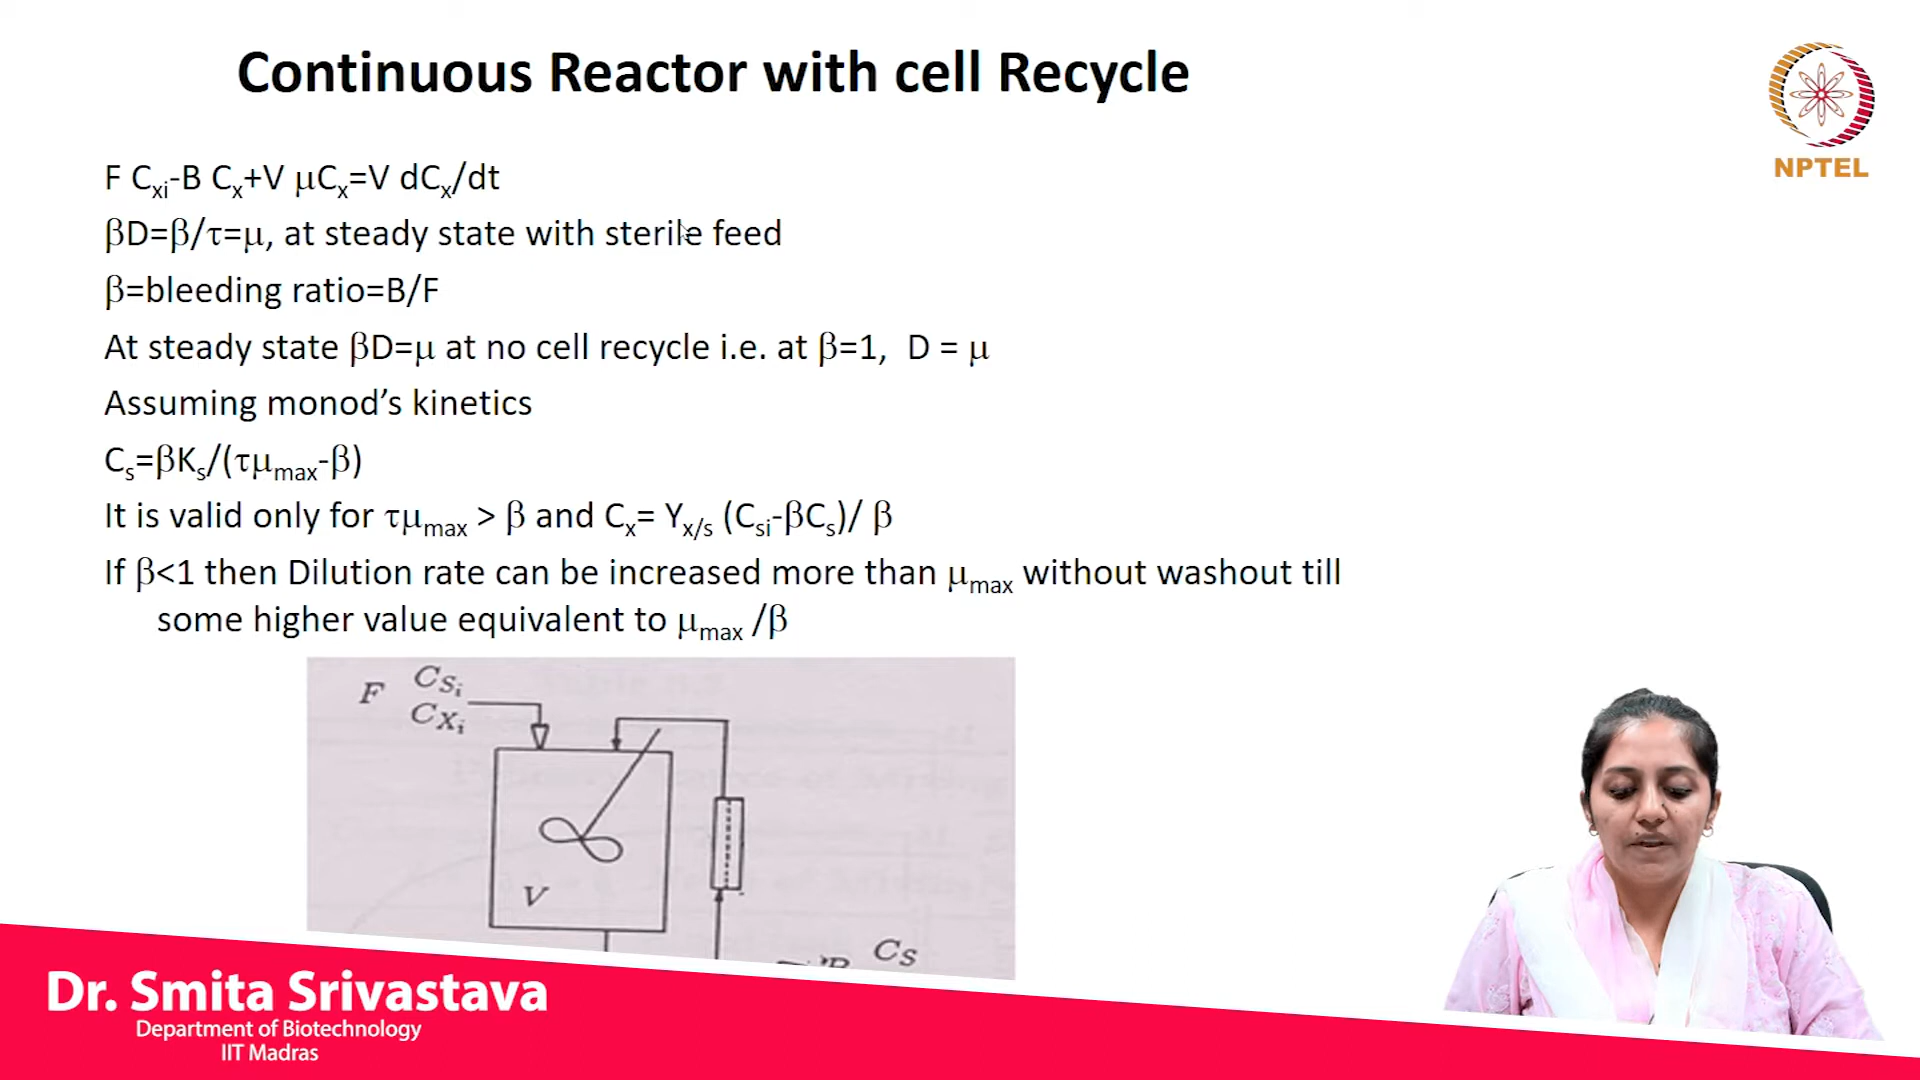 Continuous Reactor with cell Recycle
NPTEL
F Cxi-B Cx+V μCx=V dCx/dt
βD=β/τ=μ, at steady state with sterile feed
β=bleeding ratio=B/F
At steady state βD=μ at no cell recycle i.e. at β=1, D = μ
Assuming monod's kinetics
Cs=βKs/(τμmax-β)
It is valid only for τμmax > β and Cx= Yx/s (Csi-βCs)/ β
If β<1 then Dilution rate can be increased more than μmax without washout till
some higher value equivalent to μmax /β
F CSi
CXi
V
CS
Dr. Smita Srivastava
Department of Biotechnology
IIT Madras